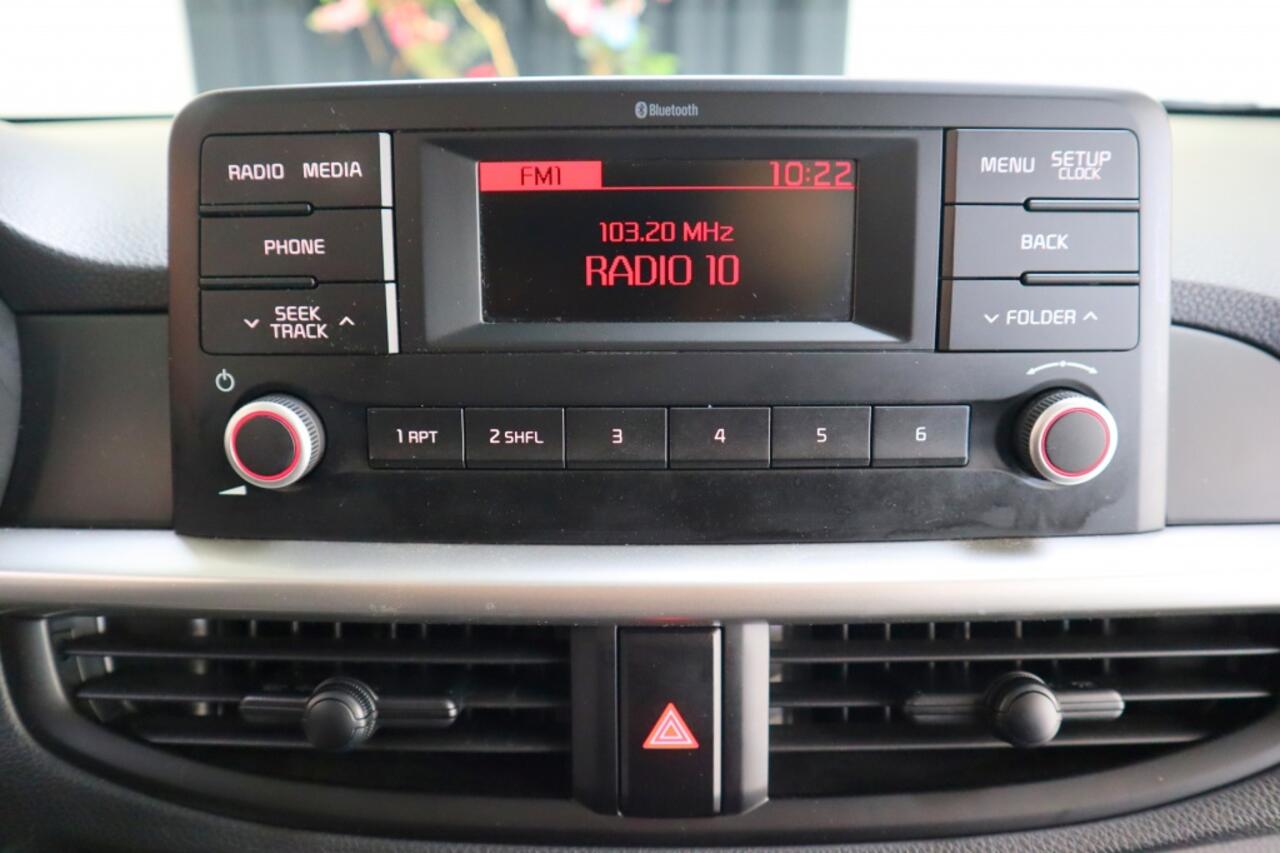 Bluetooth
RADIO MEDIA
PHONE
SEEK
TRACK
FM1 10:22
103.20 MHz
RADIO 10
MENU SETUP
CLOCK
BACK
FOLDER
1 RPT 2 SHFL 3 4 5 6